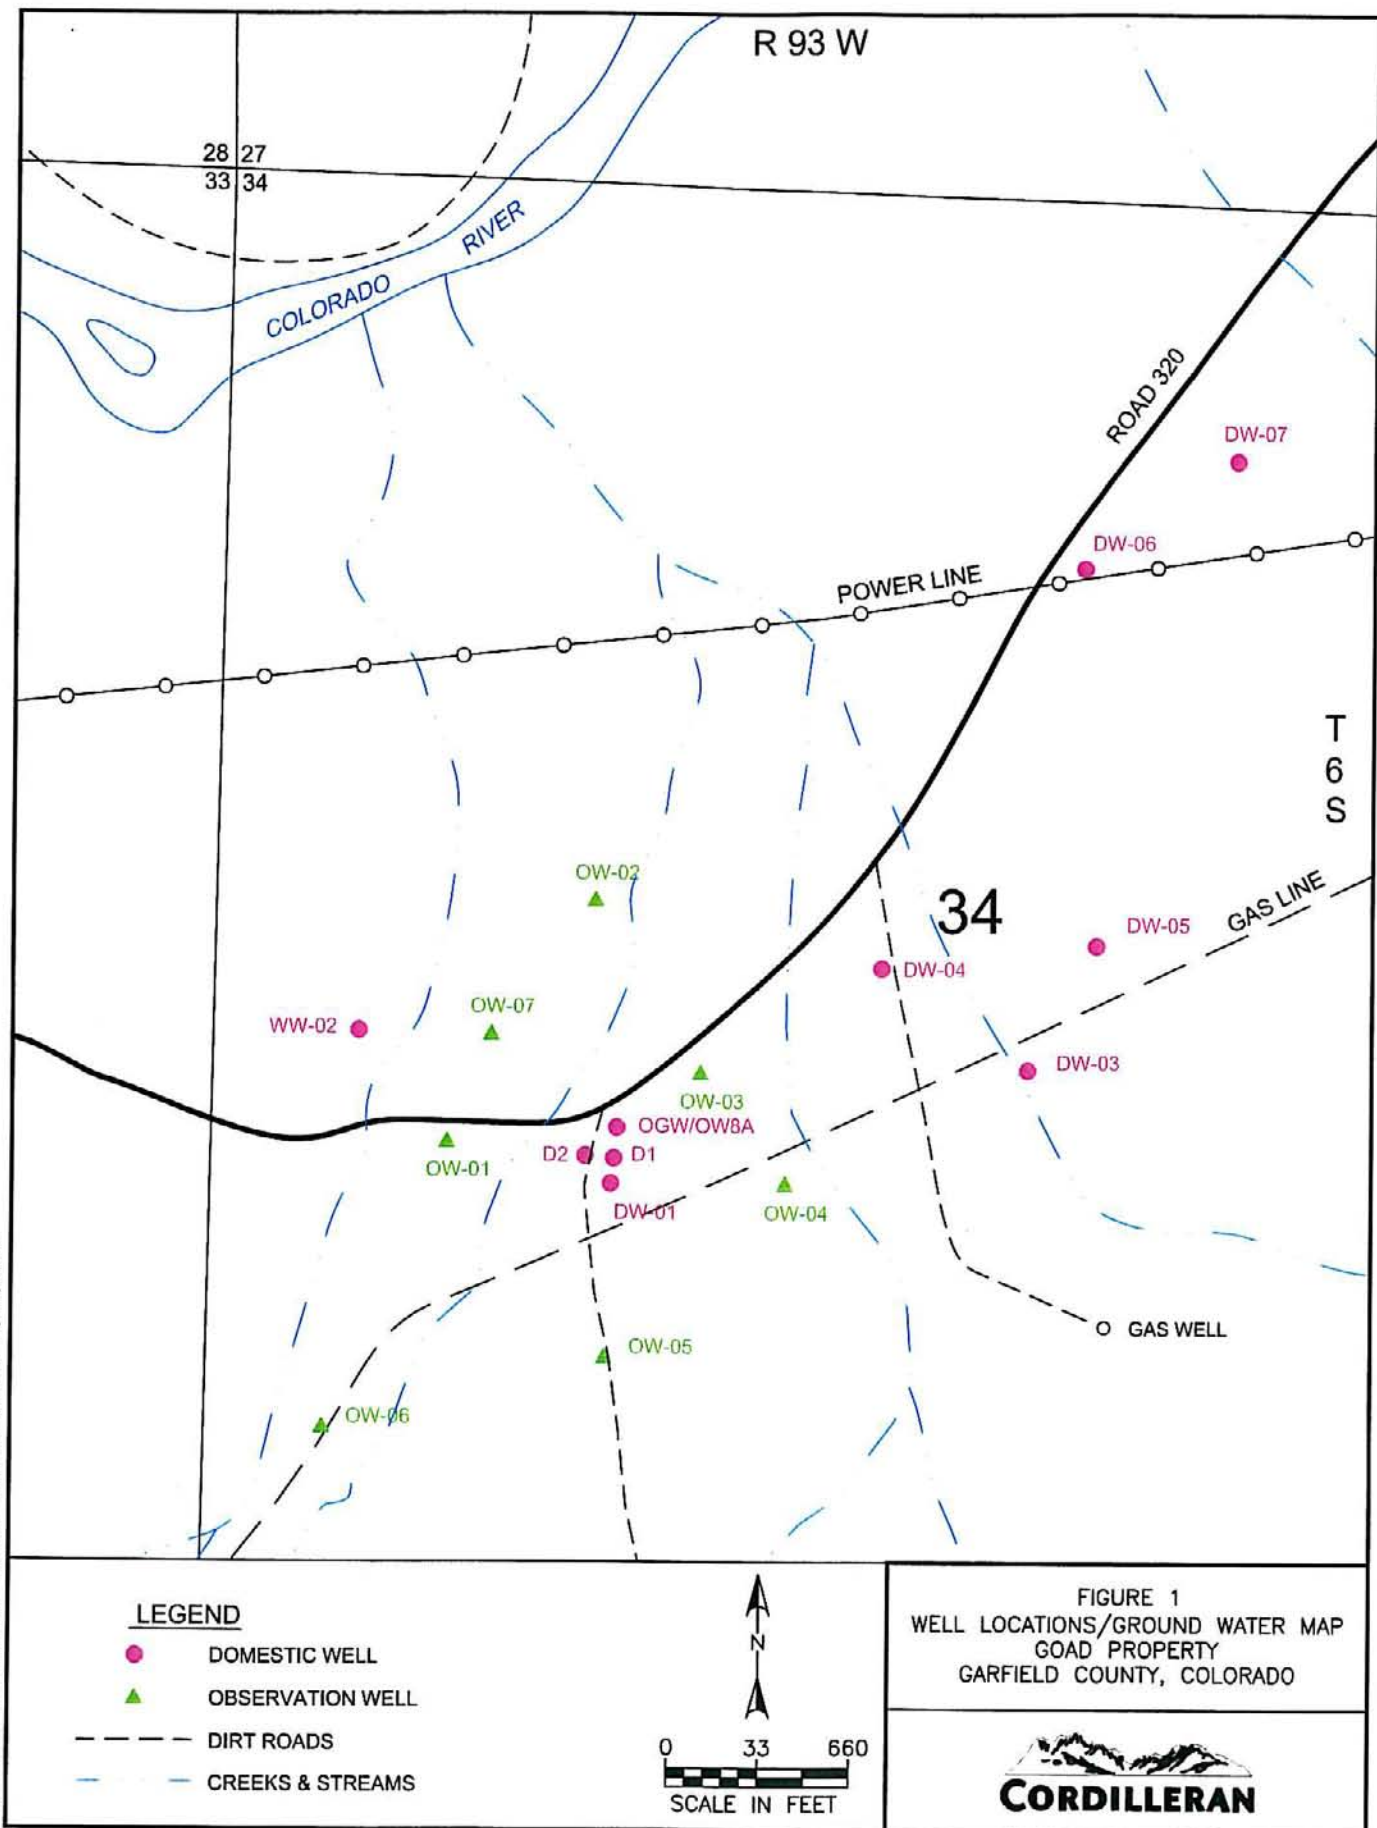 R 93 W
28 27
33 34
COLORADO RIVER
ROAD 320
DW-07
DW-06
POWER LINE
T
6
S
OW-02
34
GAS LINE
DW-05
DW-04
WW-02
OW-07
DW-03
OW-03
OGW/OW8A
OW-01
D2
D1
DW-01
OW-04
GAS WELL
OW-05
OW-06
LEGEND
DOMESTIC WELL
OBSERVATION WELL
DIRT ROADS
CREEKS & STREAMS
N
0 33 660
SCALE IN FEET
FIGURE 1
WELL LOCATIONS/GROUND WATER MAP
GOAD PROPERTY
GARFIELD COUNTY, COLORADO
CORDILLERAN